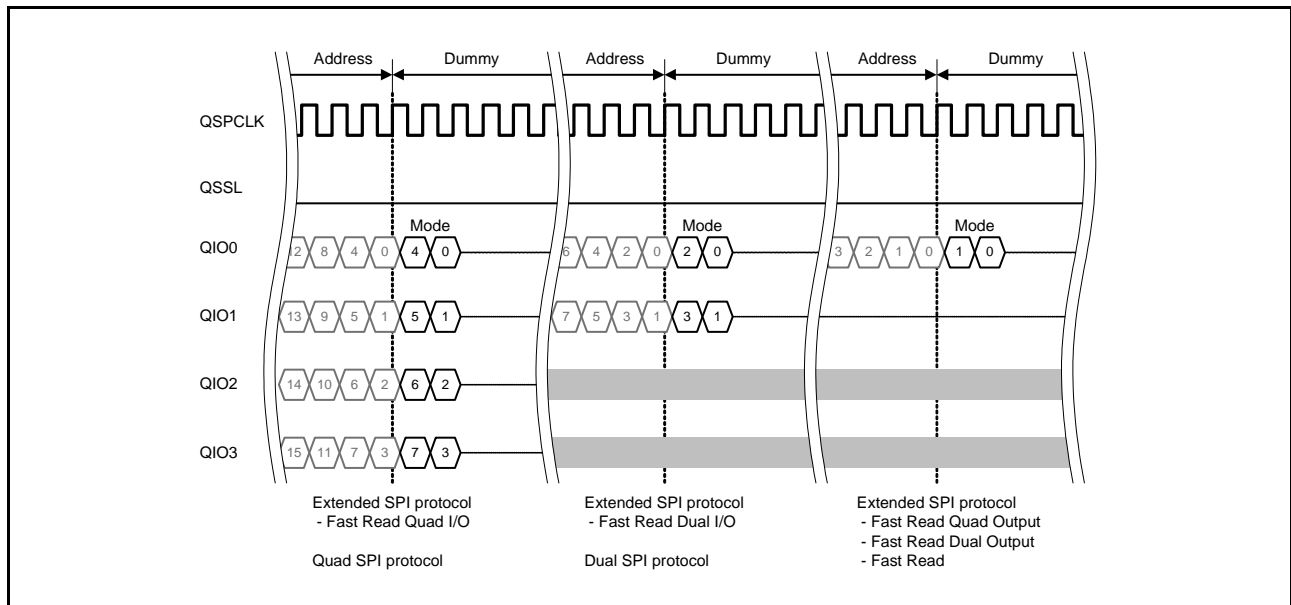 Address Dummy Address Dummy Address Dummy
QSPCLK
QSSL
Mode Mode Mode
QIO0 12 8 4 0 4 0 6 4 2 0 2 0 3 2 1 0 1 0
QIO1 13 9 5 1 5 1 7 5 3 1 3 1
QIO2 14 10 6 2 6 2
QIO3 15 11 7 3 7 3
Extended SPI protocol
- Fast Read Quad I/O
Quad SPI protocol
Extended SPI protocol
- Fast Read Dual I/O
Dual SPI protocol
Extended SPI protocol
- Fast Read Quad Output
- Fast Read Dual Output
- Fast Read